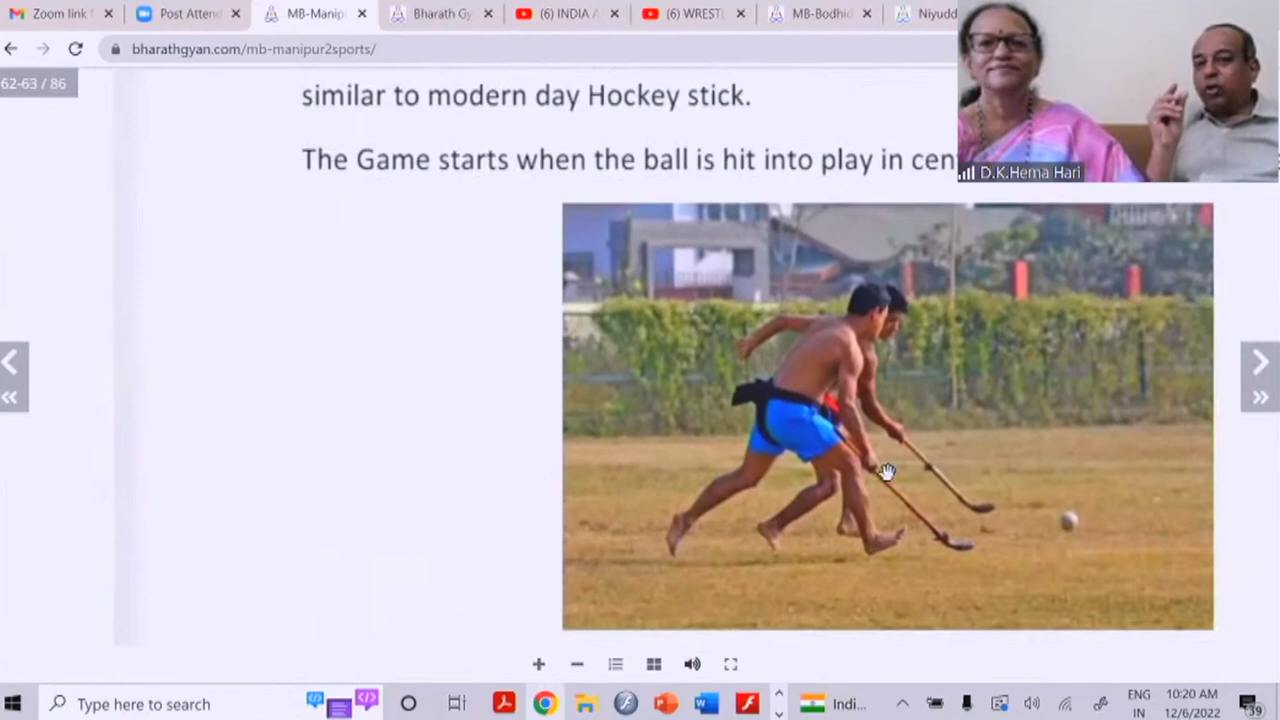 Zoom link
Post Attend
MB-Manip
Bharath Gy
(6) INDIA A
(6) WREST
MB-Bodhid
Niyudd
bharathgyan.com/mb-manipur2sports/
62-63 / 86
similar to modern day Hockey stick.
The Game starts when the ball is hit into play in cen
D.K.Hema Hari
Type here to search
Indi...
ENG
IN
10:20 AM
12/6/2022
39